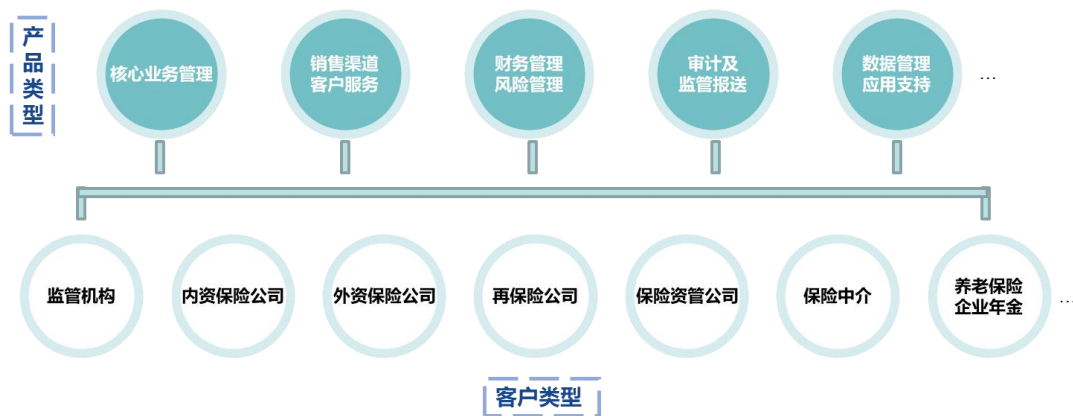 产品类型
核心业务管理
销售渠道
客户服务
财务管理
风险管理
审计及
监管报送
数据管理
应用支持
…
监管机构
内资保险公司
外资保险公司
再保险公司
保险资管公司
保险中介
养老保险
企业年金
…
客户类型